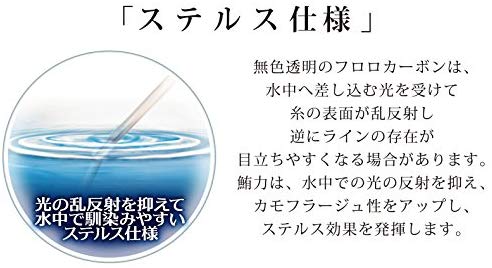 「ステルス仕様」
無色透明のフロロカーボンは、
水中へ差し込む光を受けて
糸の表面が乱反射し
逆にラインの存在が
目立ちやすくなる場合があります。
鮪力は、水中での光の反射を抑え、
カモフラージュ性をアップし、
ステルス効果を発揮します。
光の乱反射を抑えて
水中で馴染みやすい
ステルス仕様